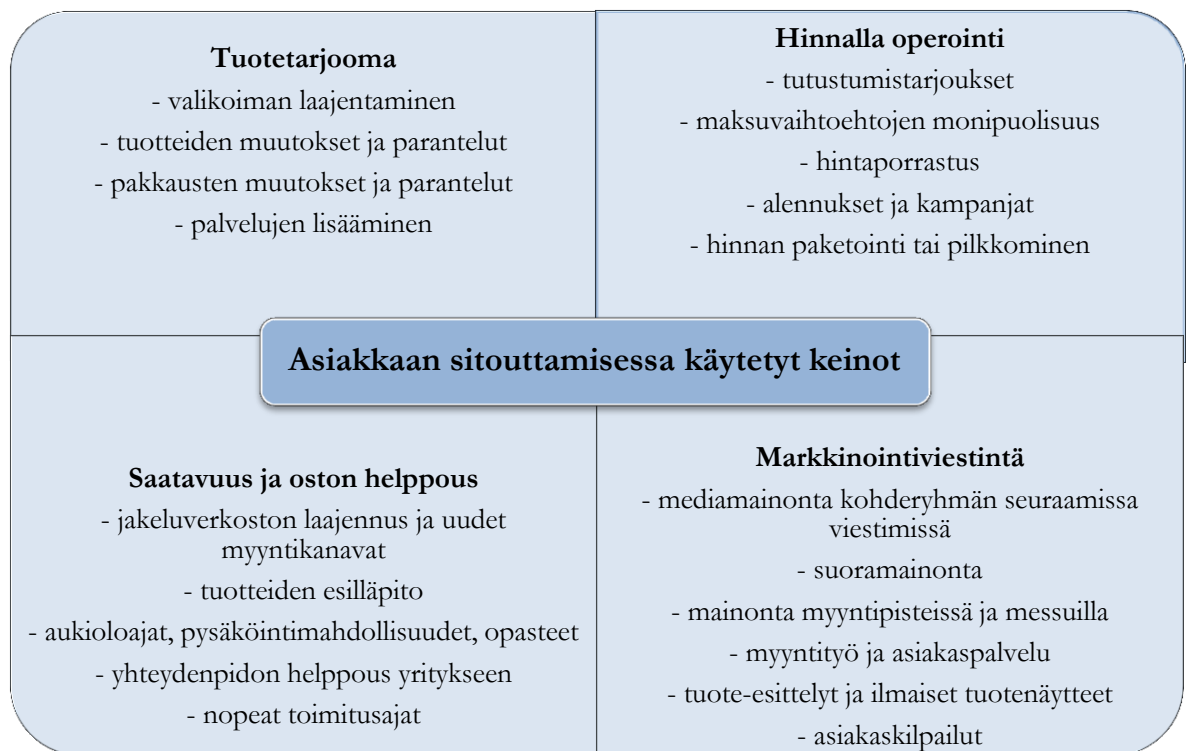 Tuotetarjooma
- valikoiman laajentaminen
- tuotteiden muutokset ja parantelut
- pakkausten muutokset ja parantelut
- palvelujen lisääminen
Hinnalla operointi
- tutustumistarjoukset
- maksuvaihtoehtojen monipuolisuus
- hintaporrastus
- alennukset ja kampanjat
- hinnan paketointi tai pilkkominen
Asiakkaan sitouttamisessa käytetyt keinot
Saatavuus ja oston helppous
- jakeluverkoston laajennus ja uudet
myyntikanavat
- tuotteiden esilläpito
- aukioloajat, pysäköintimahdollisuudet, opasteet
- yhteydenpidon helppous yritykseen
- nopeat toimitusajat
Markkinointiviestintä
- mediamainonta kohderyhmän seuraamissa
viestimissä
- suoramainonta
- mainonta myyntipisteissä ja messuilla
- myyntityö ja asiakaspalvelu
- tuote-esittelyt ja ilmaiset tuotenäytteet
- asiakaskilpailut